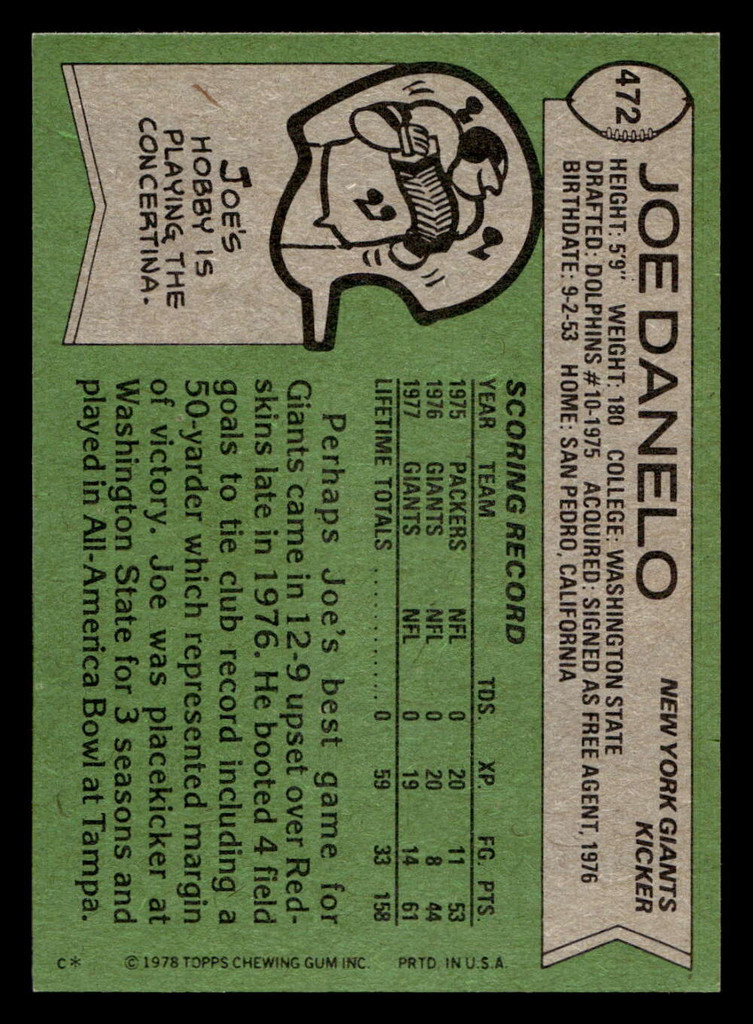 472
JOE DANELO
NEW YORK GIANTS
KICKER
HEIGHT: 5'9" WEIGHT: 180 COLLEGE: WASHINGTON STATE
DRAFTED: DOLPHINS #10-1975 ACQUIRED: SIGNED AS FREE AGENT, 1976
BIRTHDATE: 9-2-53 HOME: SAN PEDRO, CALIFORNIA
29
JOE'S
HOBBY IS
PLAYING THE
CONCERTINA.
SCORING RECORD
YEAR TEAM TDS. XP. FG. PTS.
1975 PACKERS NFL 0 20 11 53
1976 GIANTS NFL 0 20 8 44
1977 GIANTS NFL 0 19 14 61
LIFETIME TOTALS .......... 0 59 33 158
Perhaps Joe's best game for
Giants came in 12-9 upset over Red-
skins late in 1976. He booted 4 field
goals to tie club record including a
50-yarder which represented margin
of victory. Joe was placekicker at
Washington State for 3 seasons and
played in All-America Bowl at Tampa.
C* © 1978 TOPPS CHEWING GUM INC. PRTD. IN U.S.A.